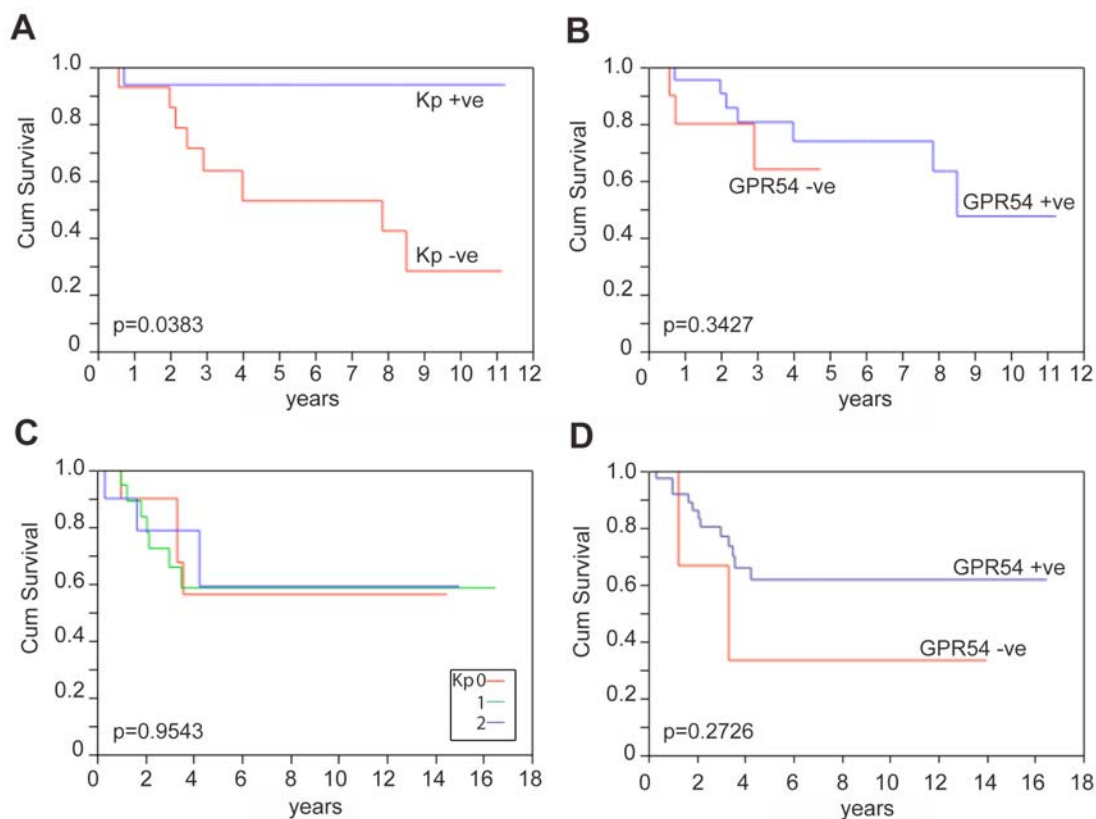 A
1.0
0.8
0.6
0.4
0.2
0
Cum Survival
Kp +ve
Kp -ve
p=0.0383
0 1 2 3 4 5 6 7 8 9 10 11 12
years
B
1.0
0.8
0.6
0.4
0.2
0
Cum Survival
GPR54 -ve
GPR54 +ve
p=0.3427
0 1 2 3 4 5 6 7 8 9 10 11 12
years
C
1.0
0.8
0.6
0.4
0.2
0
Cum Survival
Kp 0
1
2
p=0.9543
0 2 4 6 8 10 12 14 16 18
years
D
1.0
0.8
0.6
0.4
0.2
0
Cum Survival
GPR54 +ve
GPR54 -ve
p=0.2726
0 2 4 6 8 10 12 14 16 18
years